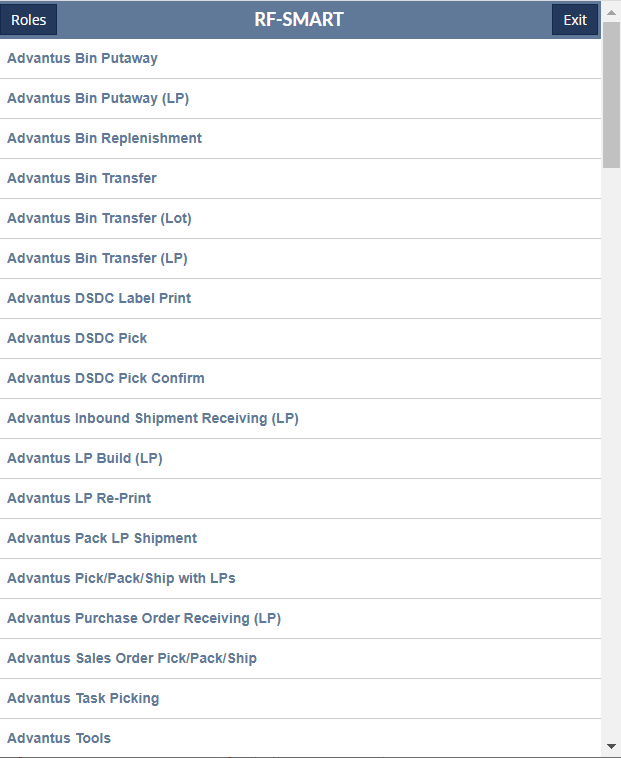 Roles RF-SMART Exit
Advantus Bin Putaway
Advantus Bin Putaway (LP)
Advantus Bin Replenishment
Advantus Bin Transfer
Advantus Bin Transfer (Lot)
Advantus Bin Transfer (LP)
Advantus DSDC Label Print
Advantus DSDC Pick
Advantus DSDC Pick Confirm
Advantus Inbound Shipment Receiving (LP)
Advantus LP Build (LP)
Advantus LP Re-Print
Advantus Pack LP Shipment
Advantus Pick/Pack/Ship with LPs
Advantus Purchase Order Receiving (LP)
Advantus Sales Order Pick/Pack/Ship
Advantus Task Picking
Advantus Tools